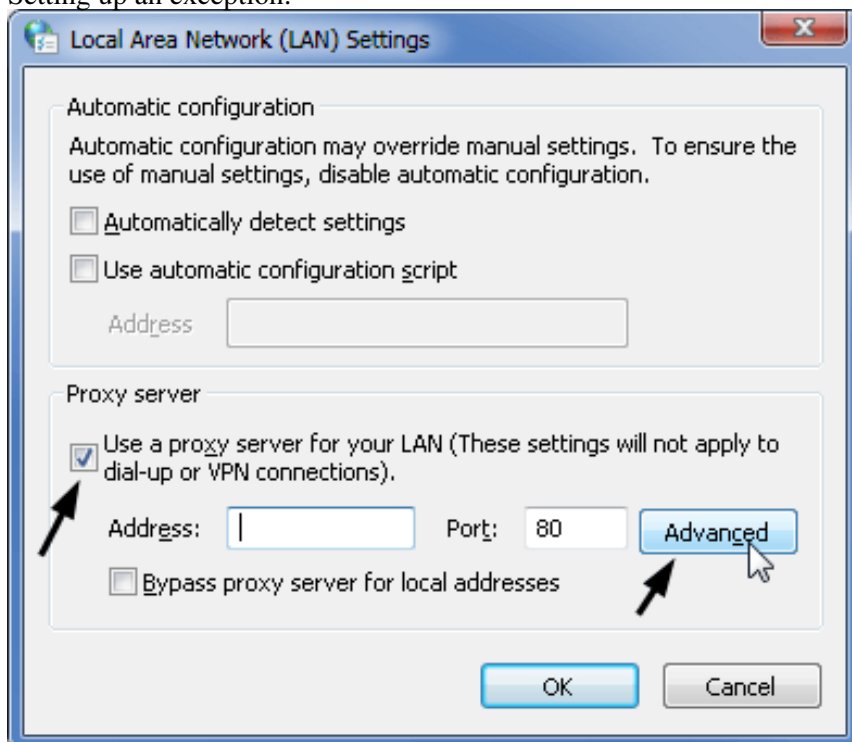 Setting up an exception:
Local Area Network (LAN) Settings
Automatic configuration
Automatic configuration may override manual settings. To ensure the
use of manual settings, disable automatic configuration.
Automatically detect settings
Use automatic configuration script
Address
Proxy server
Use a proxy server for your LAN (These settings will not apply to
dial-up or VPN connections).
Address: Port: 80 Advanced
Bypass proxy server for local addresses
OK Cancel